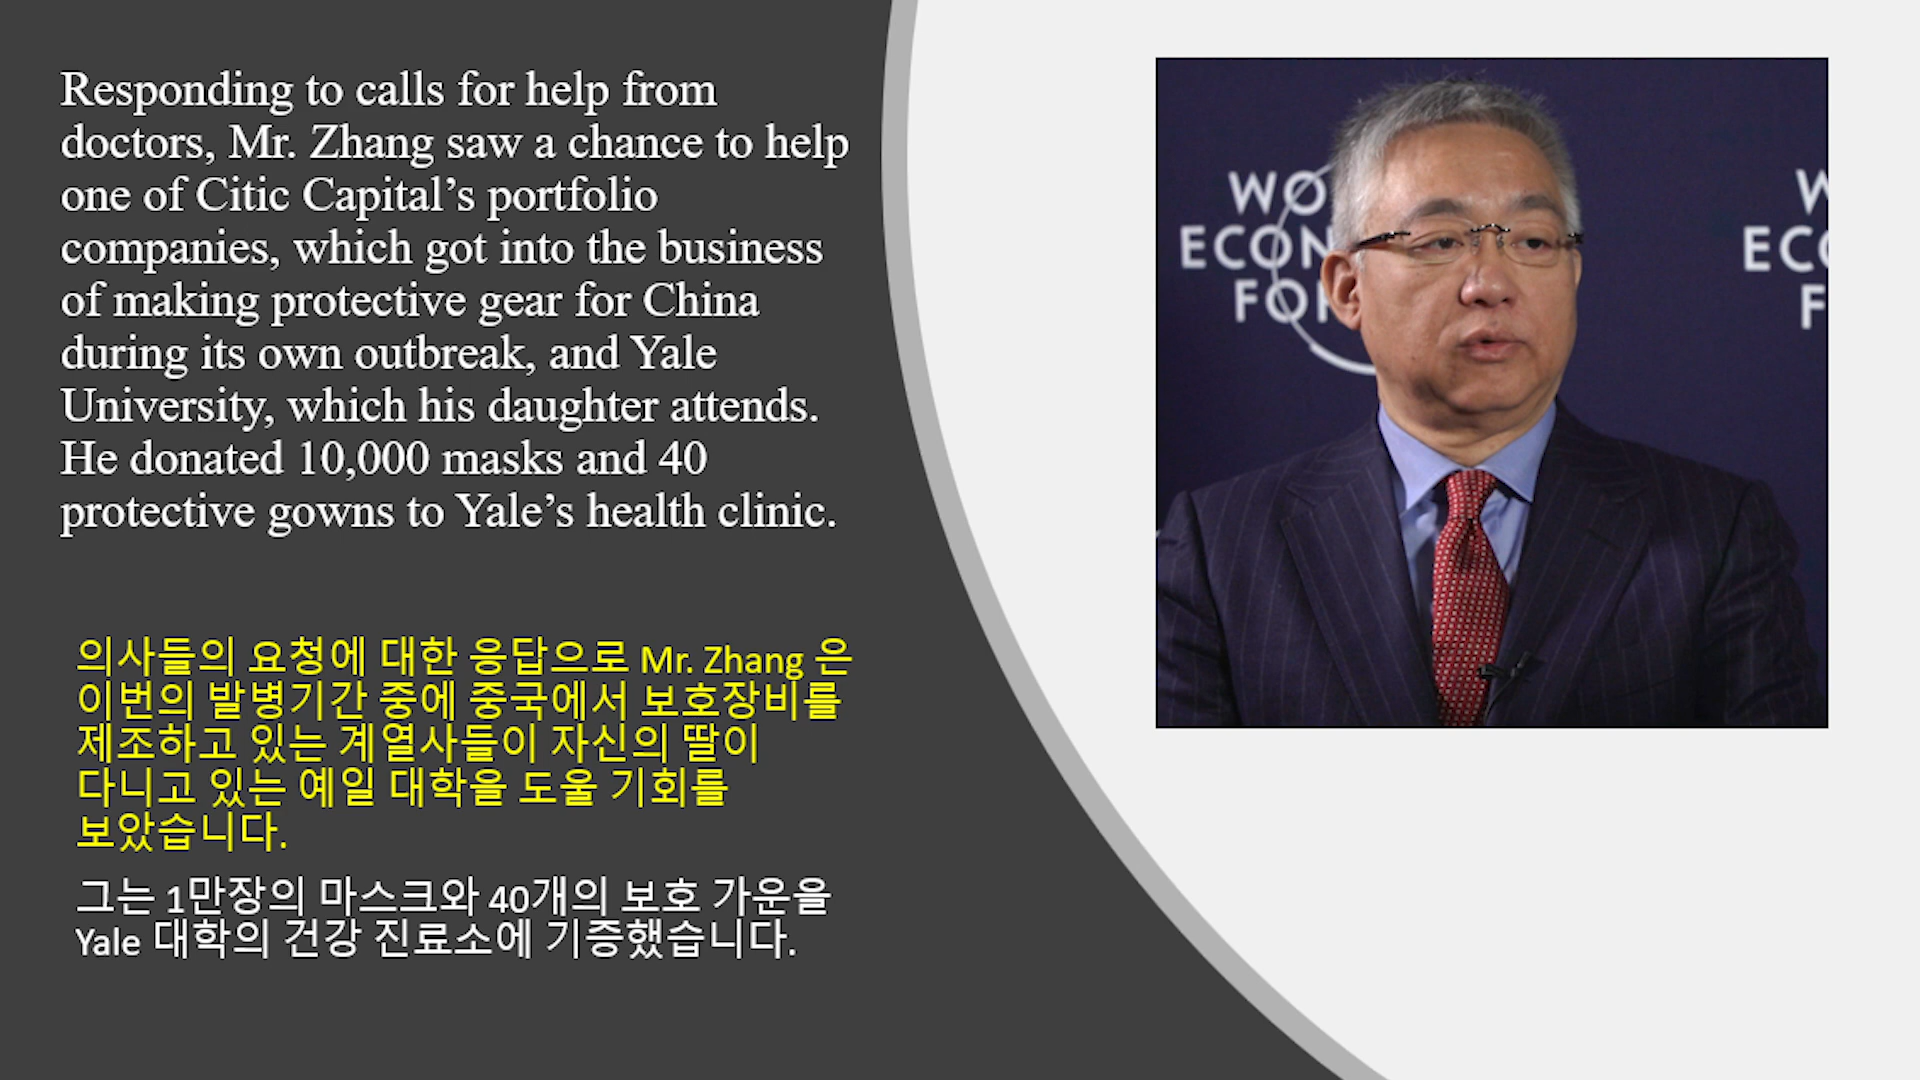 Responding to calls for help from
doctors, Mr. Zhang saw a chance to help
one of Citic Capital’s portfolio
companies, which got into the business
of making protective gear for China
during its own outbreak, and Yale
University, which his daughter attends.
He donated 10,000 masks and 40
protective gowns to Yale’s health clinic.
의사들의 요청에 대한 응답으로 Mr. Zhang 은
이번의 발병기간 중에 중국에서 보호장비를
제조하고 있는 계열사들이 자신의 딸이
다니고 있는 예일 대학을 도울 기회를
보았습니다.
그는 1만장의 마스크와 40개의 보호 가운을
Yale 대학의 건강 진료소에 기증했습니다.
WO
ECON
FOR
W
ECO
F